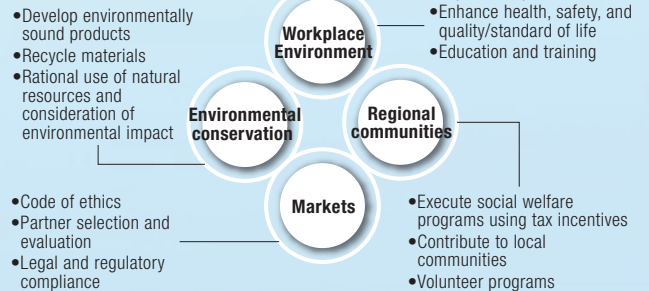 •Develop environmentally
sound products
•Recycle materials
•Rational use of natural
resources and
consideration of
environmental impact
Workplace
Environment
•Enhance health, safety, and
quality/standard of life
•Education and training
Environmental
conservation
Regional
communities
Markets
•Code of ethics
•Partner selection and
evaluation
•Legal and regulatory
compliance
•Execute social welfare
programs using tax incentives
•Contribute to local
communities
•Volunteer programs